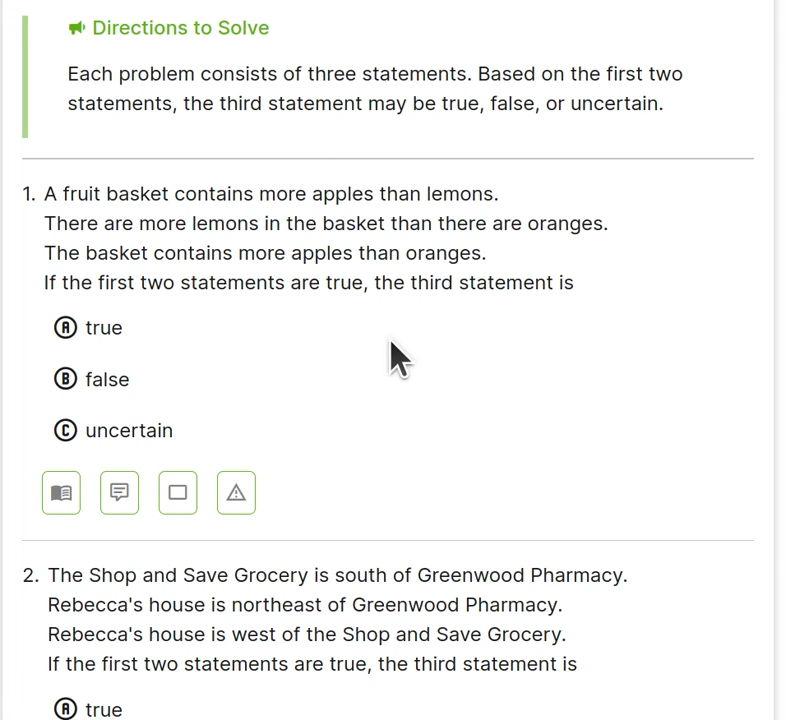 Directions to Solve
Each problem consists of three statements. Based on the first two
statements, the third statement may be true, false, or uncertain.
1. A fruit basket contains more apples than lemons.
There are more lemons in the basket than there are oranges.
The basket contains more apples than oranges.
If the first two statements are true, the third statement is
A true
B false
C uncertain
2. The Shop and Save Grocery is south of Greenwood Pharmacy.
Rebecca's house is northeast of Greenwood Pharmacy.
Rebecca's house is west of the Shop and Save Grocery.
If the first two statements are true, the third statement is
A true